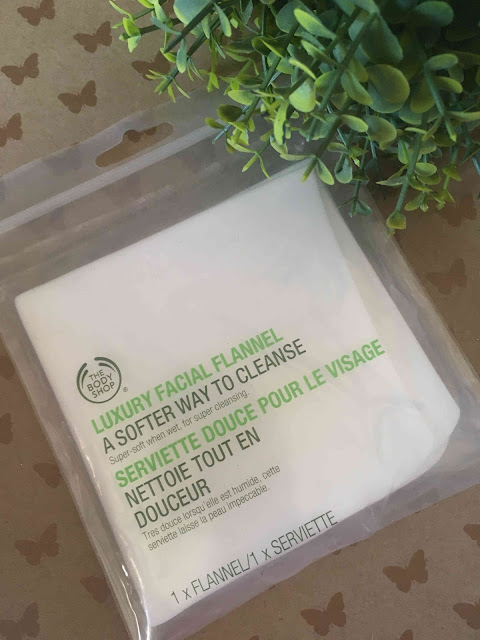 THE
BODY
SHOP
®
LUXURY FACIAL FLANNEL
A SOFTER WAY TO CLEANSE
Super-soft when wet, for super cleansing.
SERVIETTE DOUCE POUR LE VISAGE
NETTOIE TOUT EN
DOUCEUR
Très douce lorsqu'elle est humide, cette
serviette laisse la peau impeccable.
1 x FLANNEL/1 x SERVIETTE